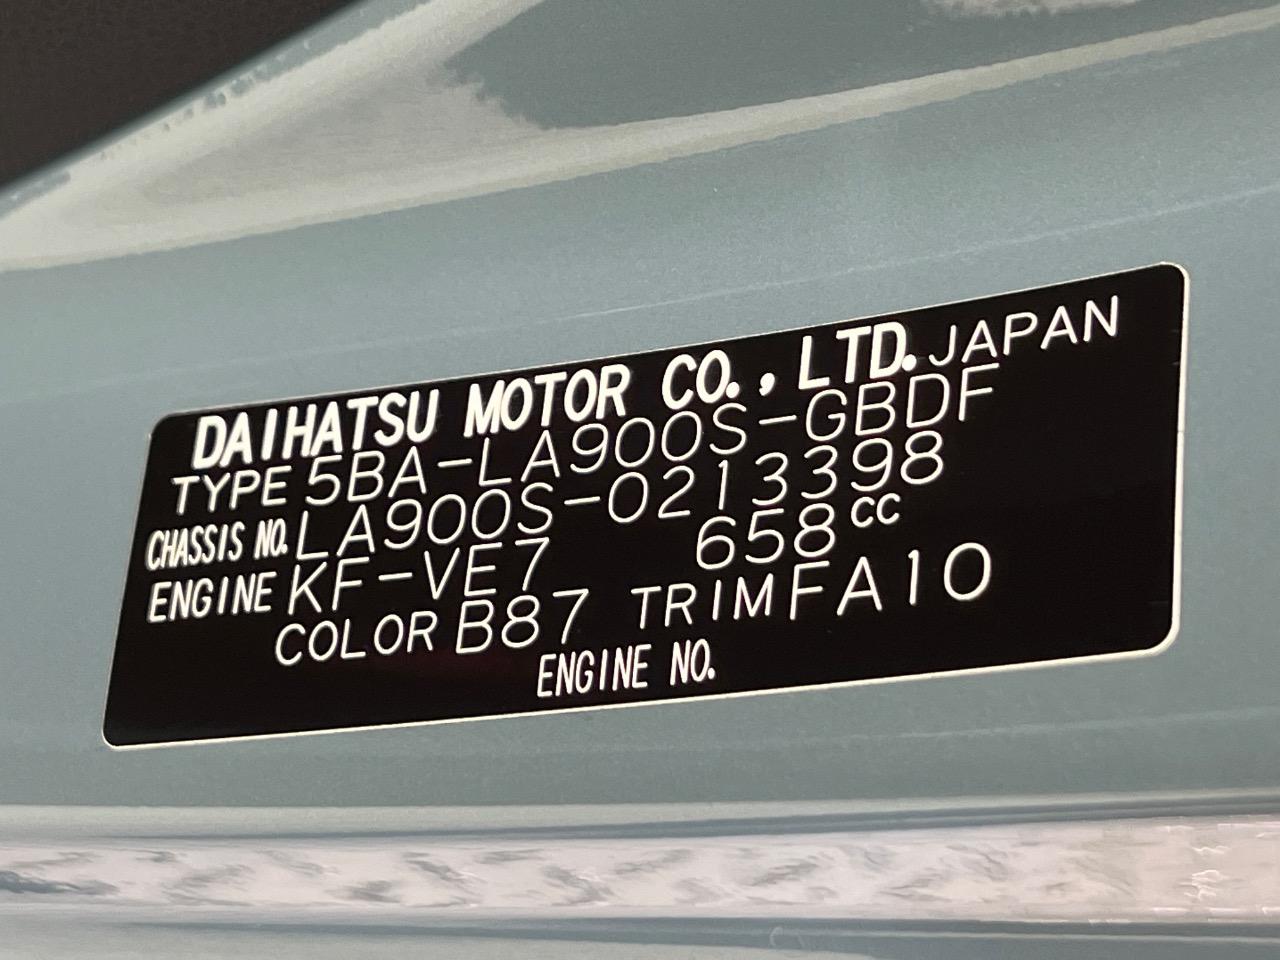 DAIHATSU MOTOR CO., LTD. JAPAN
TYPE 5BA-LA900S-GBDF
CHASSIS NO. LA900S-0213398
ENGINE KF-VE7 658cc
COLOR B87 TRIM FA10
ENGINE NO.